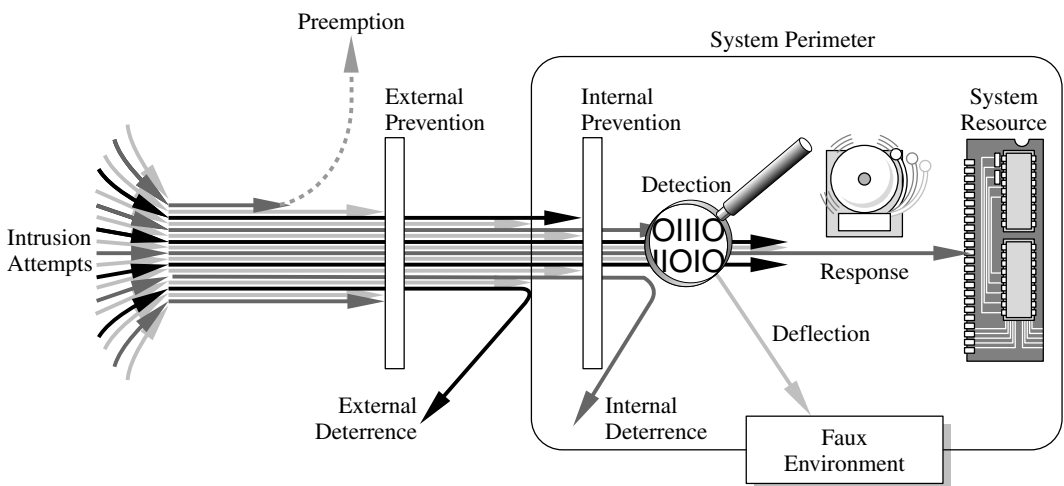 Preemption
System Perimeter
External
Prevention
Internal
Prevention
System
Resource
Detection
Intrusion
Attempts
OIIIO
IIOIO
Response
Deflection
External
Deterrence
Internal
Deterrence
Faux
Environment